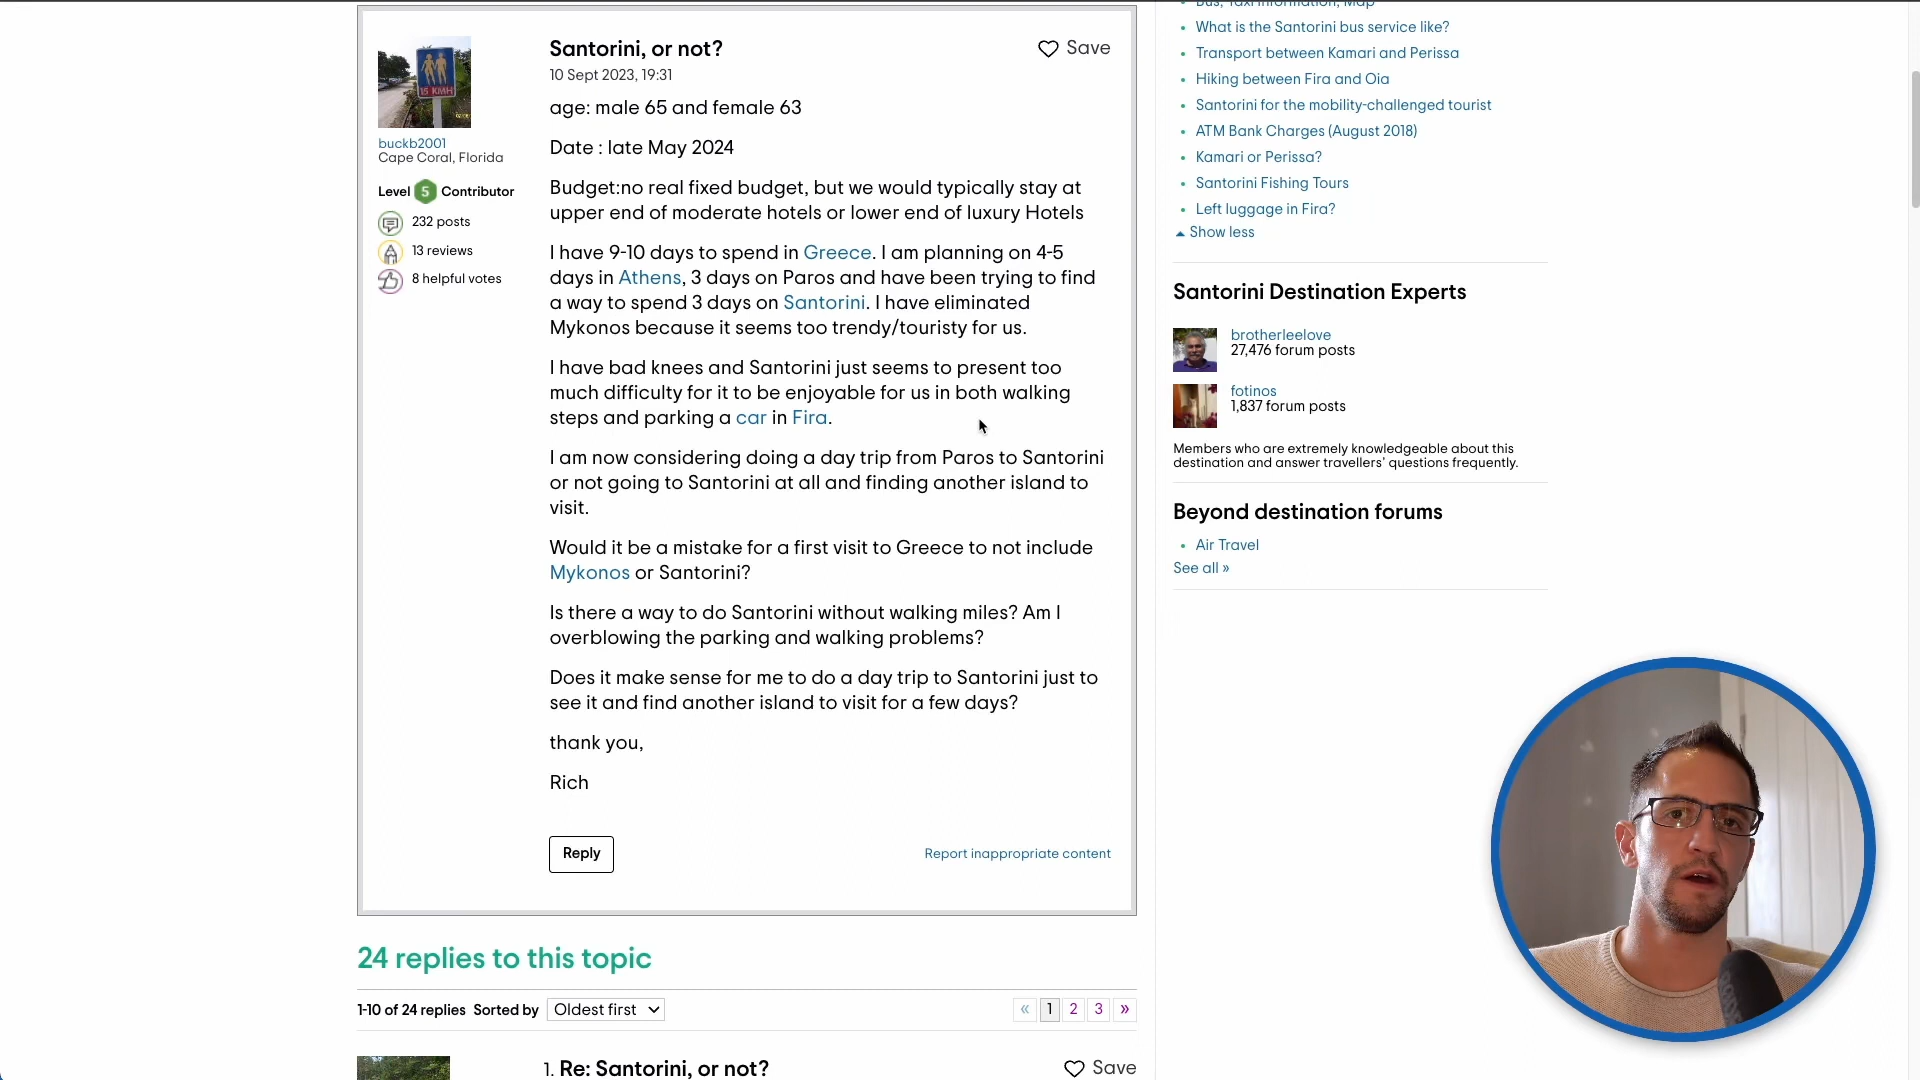 Santorini, or not?
Save
10 Sept 2023, 19:31
age: male 65 and female 63
Date : late May 2024
Budget:no real fixed budget, but we would typically stay at
upper end of moderate hotels or lower end of luxury Hotels
I have 9-10 days to spend in Greece. I am planning on 4-5
days in Athens, 3 days on Paros and have been trying to find
a way to spend 3 days on Santorini. I have eliminated
Mykonos because it seems too trendy/touristy for us.
I have bad knees and Santorini just seems to present too
much difficulty for it to be enjoyable for us in both walking
steps and parking a car in Fira.
I am now considering doing a day trip from Paros to Santorini
or not going to Santorini at all and finding another island to
visit.
Would it be a mistake for a first visit to Greece to not include
Mykonos or Santorini?
Is there a way to do Santorini without walking miles? Am I
overblowing the parking and walking problems?
Does it make sense for me to do a day trip to Santorini just to
see it and find another island to visit for a few days?
thank you,
Rich
Reply
Report inappropriate content
15 KMH
buckb2001
Cape Coral, Florida
Level 5 Contributor
232 posts
13 reviews
8 helpful votes
24 replies to this topic
1-10 of 24 replies Sorted by Oldest first
« 1 2 3 »
1. Re: Santorini, or not?
Save
Bus, Taxi Information, Map
What is the Santorini bus service like?
Transport between Kamari and Perissa
Hiking between Fira and Oia
Santorini for the mobility-challenged tourist
ATM Bank Charges (August 2018)
Kamari or Perissa?
Santorini Fishing Tours
Left luggage in Fira?
Show less
Santorini Destination Experts
brotherleelove
27,476 forum posts
fotinos
1,837 forum posts
Members who are extremely knowledgeable about this
destination and answer travellers' questions frequently.
Beyond destination forums
Air Travel
See all »